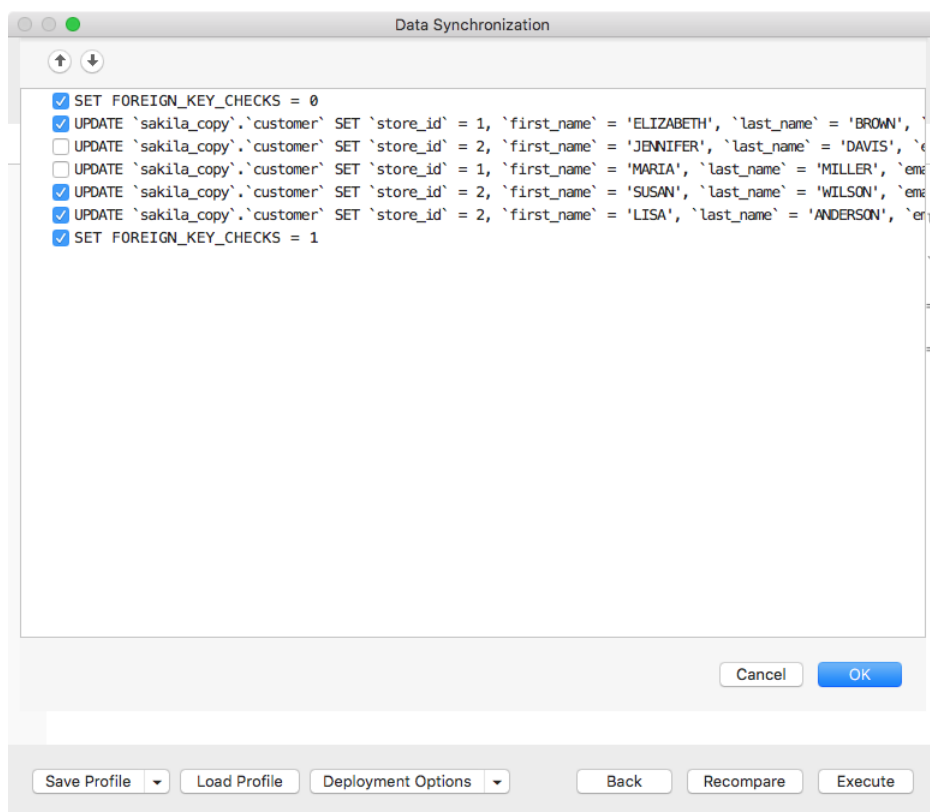 Data Synchronization
SET FOREIGN_KEY_CHECKS = 0
UPDATE `sakila_copy`.`customer` SET `store_id` = 1, `first_name` = 'ELIZABETH', `last_name` = 'BROWN', `
UPDATE `sakila_copy`.`customer` SET `store_id` = 2, `first_name` = 'JENNIFER', `last_name` = 'DAVIS', `e
UPDATE `sakila_copy`.`customer` SET `store_id` = 1, `first_name` = 'MARIA', `last_name` = 'MILLER', `ema
UPDATE `sakila_copy`.`customer` SET `store_id` = 2, `first_name` = 'SUSAN', `last_name` = 'WILSON', `ema
UPDATE `sakila_copy`.`customer` SET `store_id` = 2, `first_name` = 'LISA', `last_name` = 'ANDERSON', `en
SET FOREIGN_KEY_CHECKS = 1
Cancel OK
Save Profile Load Profile Deployment Options Back Recompare Execute